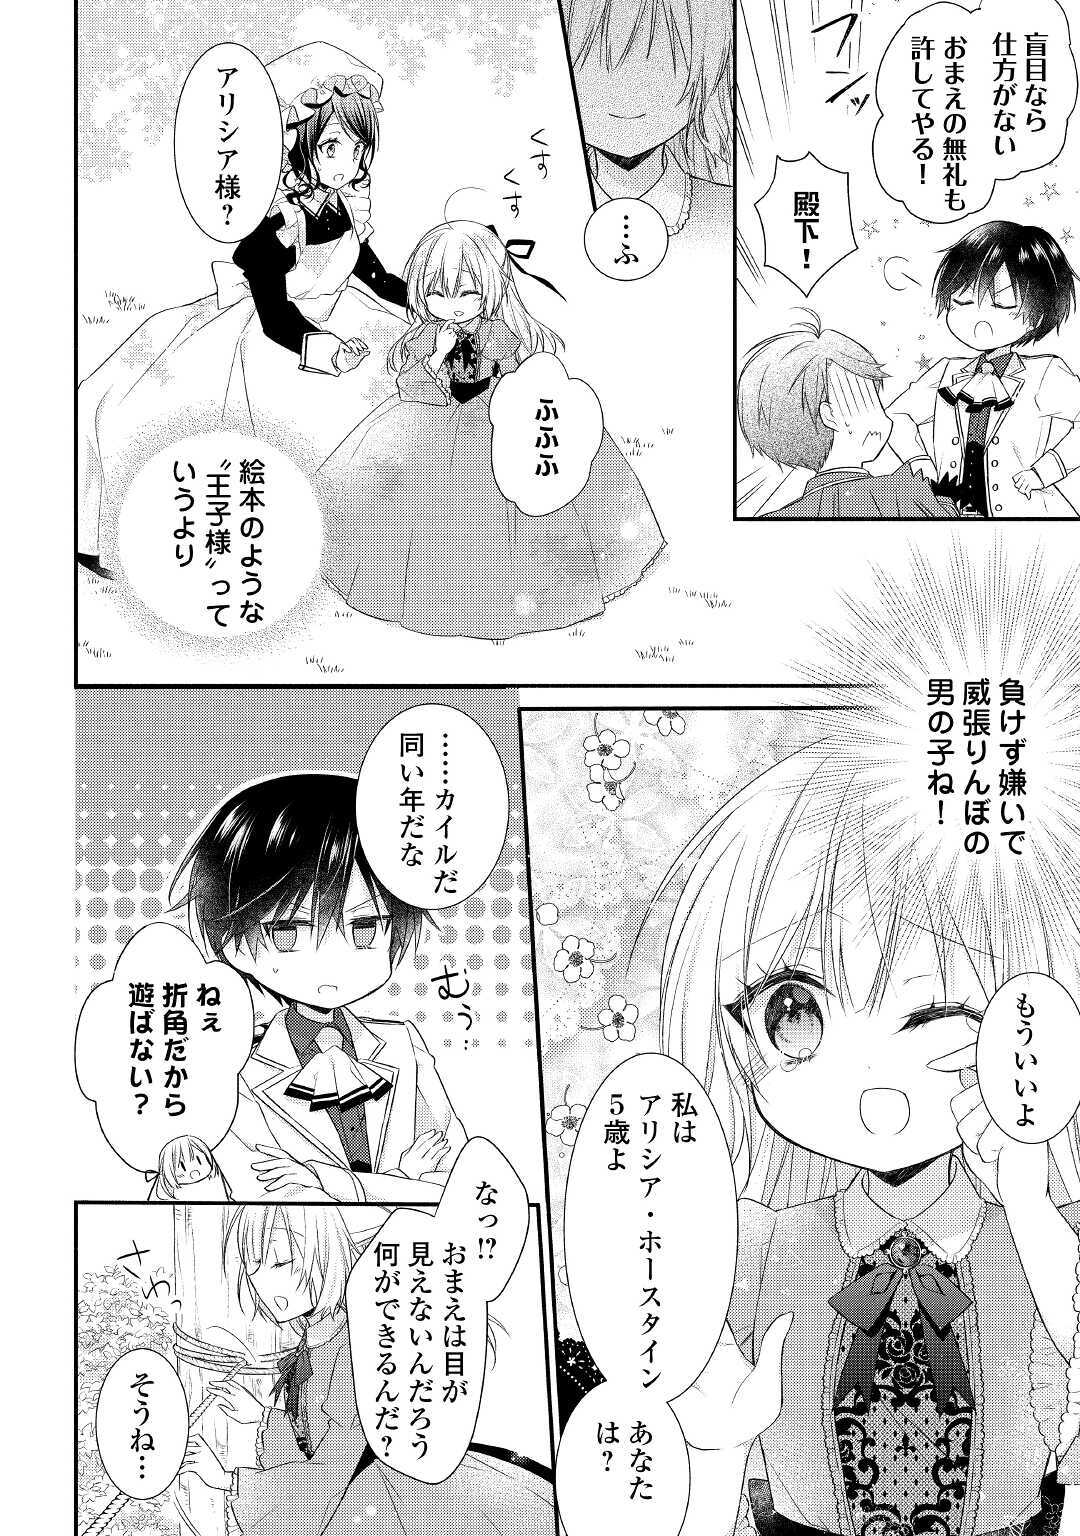 盲目なら
仕方がない
おまえの無礼も
許してやる！
殿下！
…ふ
くす
くす
アリシア様？
ふふふ
絵本のような
〝王子様〟って
いうより
負けず嫌いで
威張りんぼの
男の子ね！
もういいよ
私は
アリシア・ホースタイン
5歳よ
あなた
は？
……カイルだ
同い年だな
むぅ…
ねぇ
折角だから
遊ばない？
なっ!?
おまえは目が
見えないんだろう
何ができるんだ？
きゅっ
そうね…